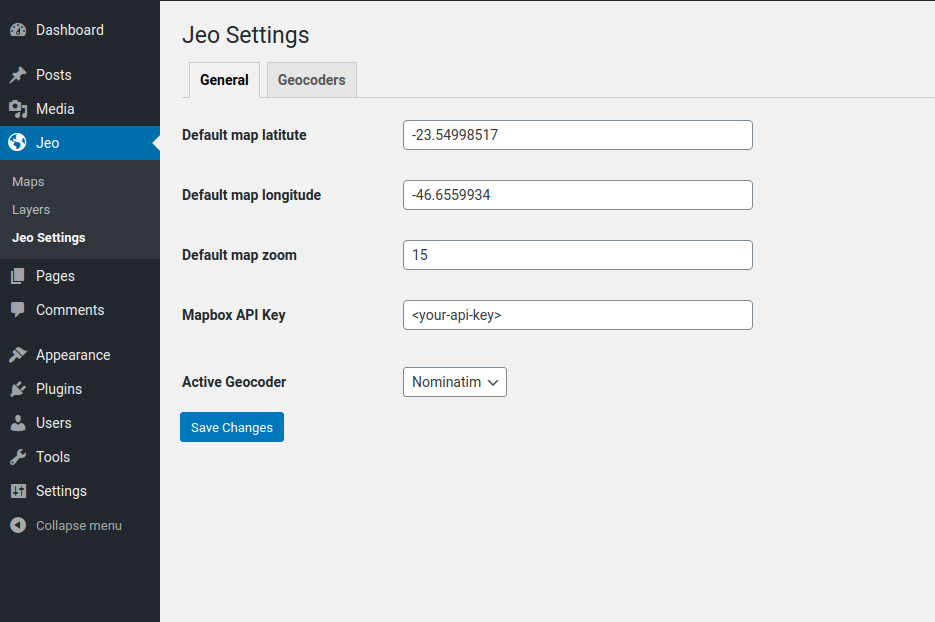 Dashboard
Posts
Media
Jeo
Maps
Layers
Jeo Settings
Pages
Comments
Appearance
Plugins
Users
Tools
Settings
Collapse menu
Jeo Settings
General Geocoders
Default map latitute -23.54998517
Default map longitude -46.6559934
Default map zoom 15
Mapbox API Key <your-api-key>
Active Geocoder Nominatim
Save Changes